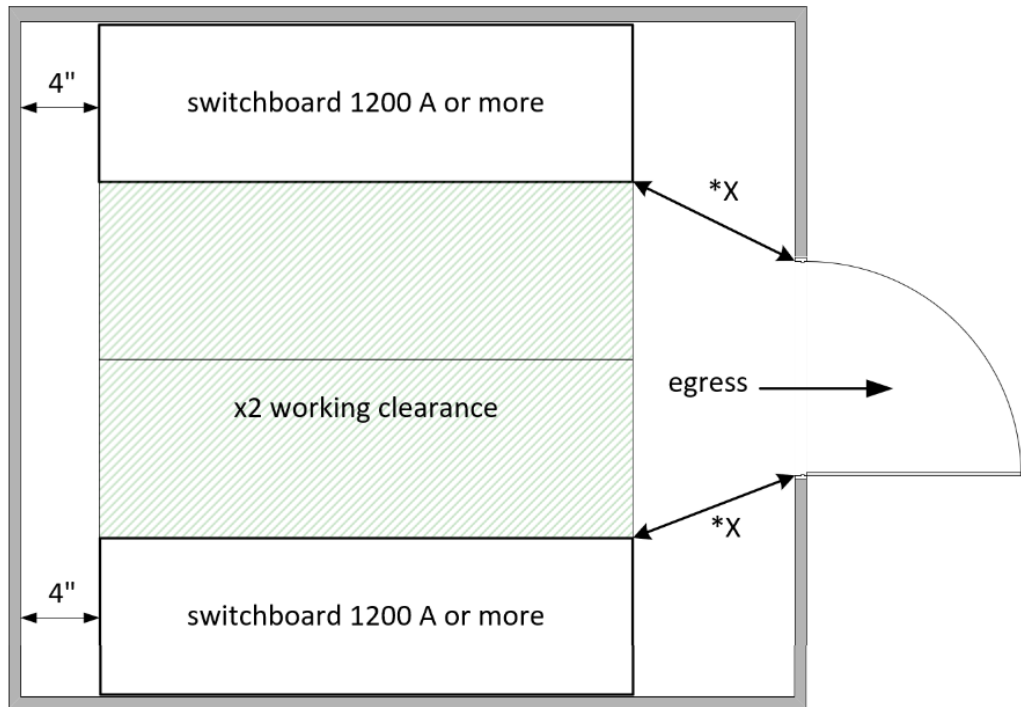 switchboard 1200 A or more
4"
*X
egress
x2 working clearance
*X
4"
switchboard 1200 A or more